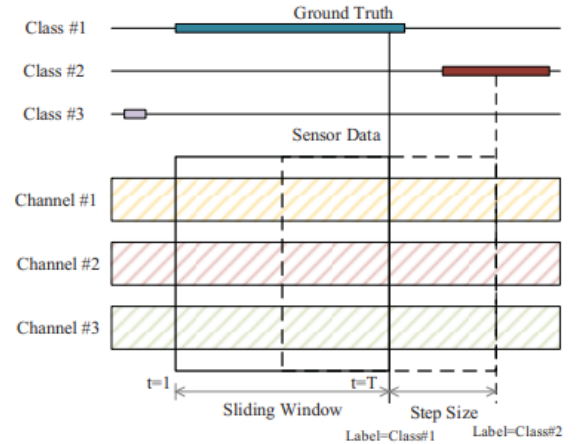 Ground Truth
Class #1
Class #2
Class #3
Sensor Data
Channel #1
Channel #2
Channel #3
t=1
t=T
Sliding Window
Step Size
Label=Class#1
Label=Class#2